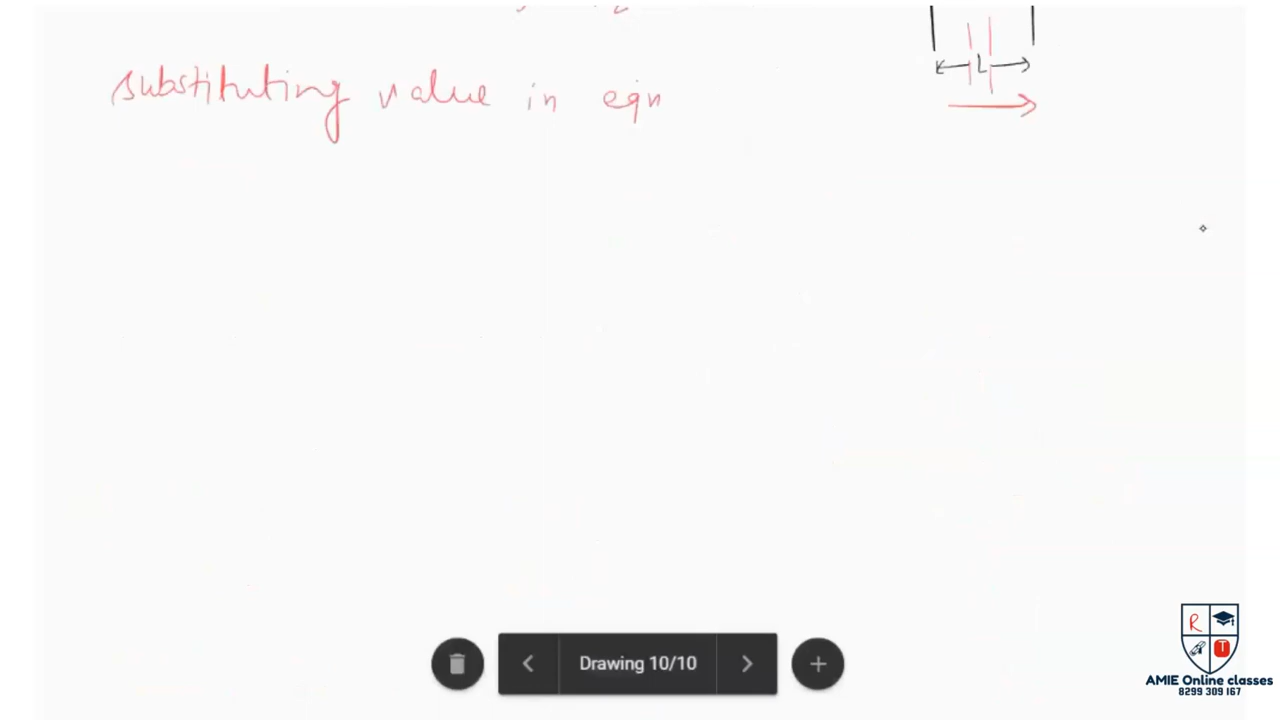 substituting value in eqn
L
Drawing 10/10
R
T
AMIE Online classes
8299 309 167